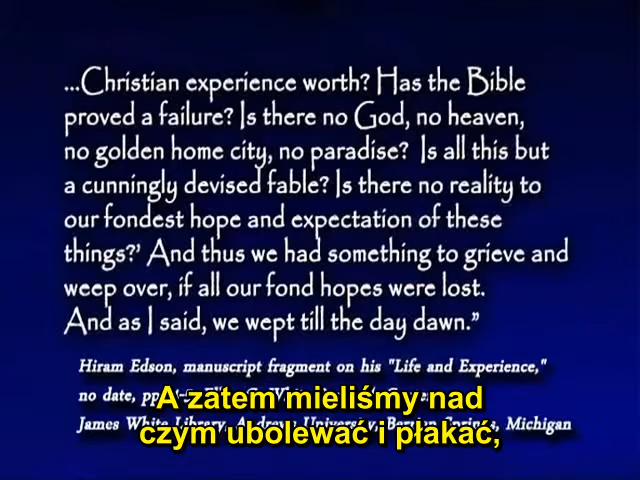 ...Christian experience worth? Has the Bible
proved a failure? Is there no God, no heaven,
no golden home city, no paradise? Is all this but
a cunningly devised fable? Is there no reality to
our fondest hope and expectation of these
things?' And thus we had something to grieve and
weep over, if all our fond hopes were lost.
And as I said, we wept till the day dawn."
Hiram Edson, manuscript fragment on his "Life and Experience,"
no date,
A zatem mieliśmy nad
James White Library, Michigan
czym ubolewać i płakać,